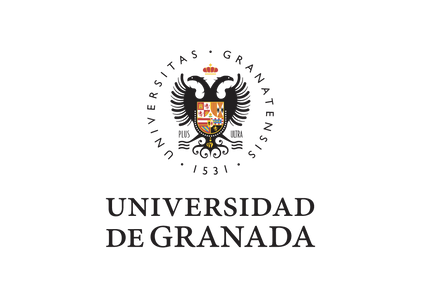 UNIVERSITAS · GRANATENSIS · 1531 ·
PLUS ULTRA
UNIVERSIDAD
DE GRANADA